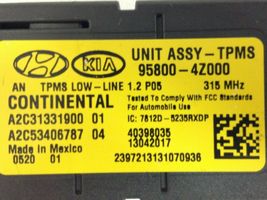 KIA UNIT ASSY-TPMS
95800-4Z000
AN TPMS LOW-LINE 1.2 P05 315 MHz
CONTINENTAL Tested To Comply With FCC Standards
For Automobile Use
A2C31331900 01 IC: 7812D-5235RXDP
A2C53406787 04 40398035
Made in Mexico 13042017
0520 01 2397213131070936